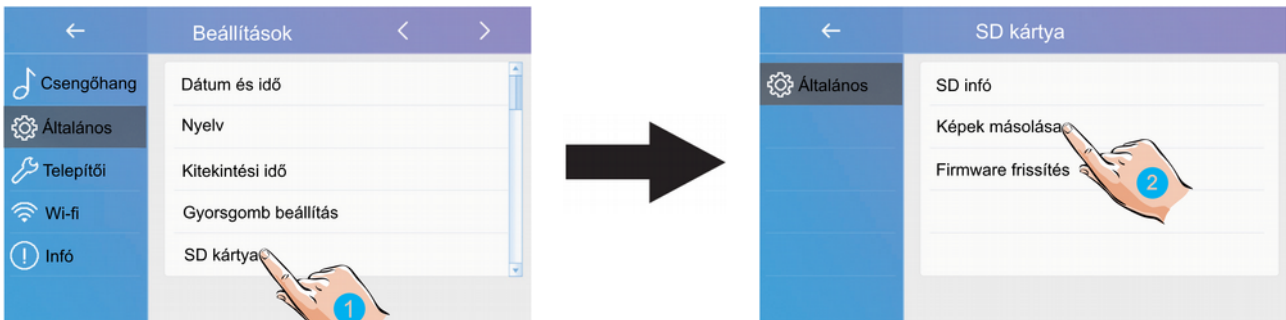 Beállítások
Csengőhang
Általános
Telepítői
Wi-fi
Infó
Dátum és idő
Nyelv
Kitekintési idő
Gyorsgomb beállítás
SD kártya
1
SD kártya
Általános
SD infó
Képek másolása
Firmware frissítés
2